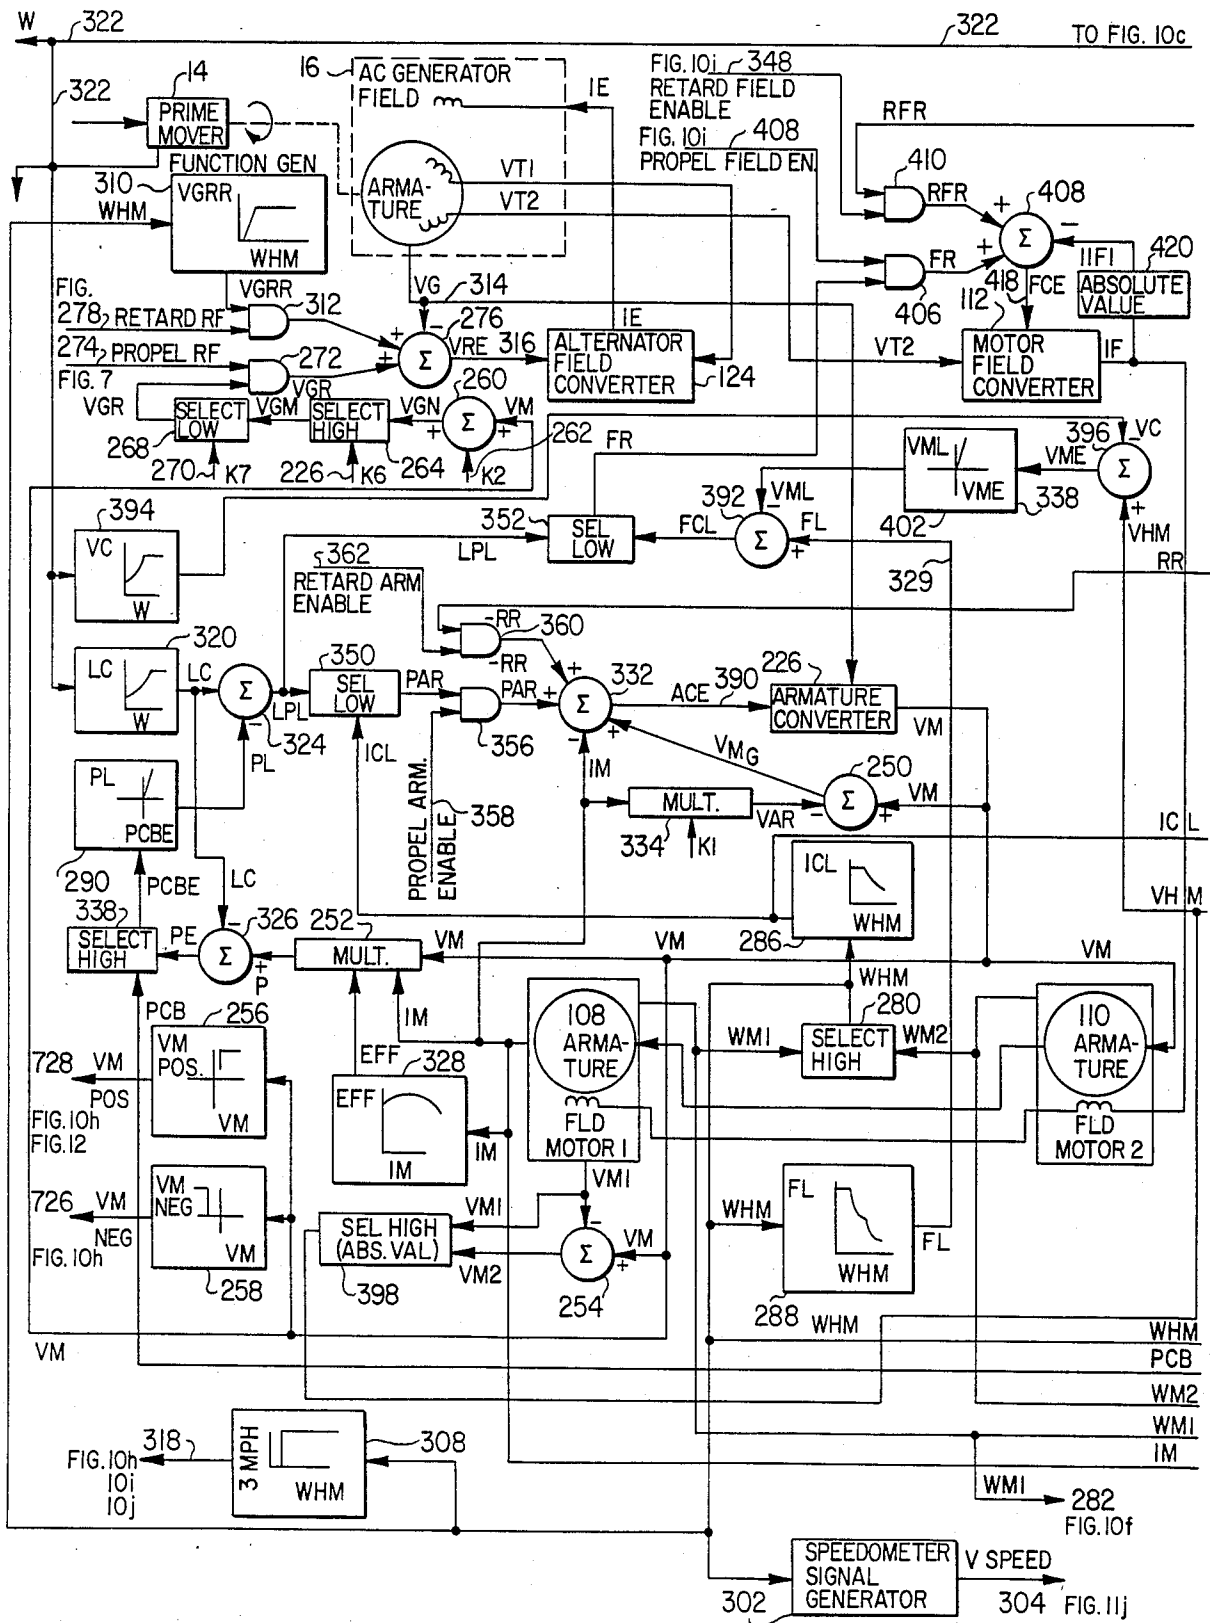 W
322
322
TO FIG. 10c
322
14
PRIME
MOVER
16
AC GENERATOR
FIELD
IE
FIG. 10i
348
RETARD FIELD
ENABLE
FIG. 10i
408
PROPEL FIELD EN.
RFR
410
RFR
408
+
+
−
Σ
FR
406
FCE
418
IIFI
420
ABSOLUTE
VALUE
FUNCTION GEN
310
VGRR
WHM
WHM
VGRR
ARMA-
TURE
VT1
VT2
VG
314
FIG.
278
RETARD RF
312
274
PROPEL RF
FIG. 7
272
VGR
+
+
−
Σ
276
VRE
316
IE
ALTERNATOR
FIELD
CONVERTER
124
VT2
112
MOTOR
FIELD
CONVERTER
IF
VGR
SELECT
LOW
268
270
K7
VGM
SELECT
HIGH
264
226
K6
VGN
+
260
Σ
VM
+
K2
262
FR
VML
VME
402
338
VME
396
Σ
−VC
+
VHM
394
VC
W
352
SEL
LOW
LPL
FCL
392
Σ
−
VML
FL
+
329
RR
362
RETARD ARM
ENABLE
−RR
360
−RR
320
LC
W
LC
Σ
−
324
LPL
PL
350
SEL
LOW
PAR
PAR
356
ICL
+
+
−
+
Σ
332
ACE
390
226
ARMATURE
CONVERTER
VM
IM
VMG
250
Σ
−
+
VM
PL
PCBE
290
PCBE
PROPEL ARM.
ENABLE
358
MULT.
334
K1
VAR
ICL
ICL
WHM
286
VHM
LC
338
SELECT
HIGH
PE
326
−
Σ
+
P
252
MULT.
VM
IM
VM
WHM
VM
PCB
256
VM
POS.
VM
728
VM
POS
FIG. 10h
FIG. 12
EFF
328
EFF
IM
IM
108
ARMA-
TURE
FLD
MOTOR 1
WM1
280
SELECT
HIGH
WM2
110
ARMA-
TURE
FLD
MOTOR 2
VM
NEG
VM
258
726
VM
NEG
FIG. 10h
VM1
VM1
SEL HIGH
(ABS. VAL)
398
VM2
−
Σ
+
254
VM
WHM
FL
WHM
288
FL
VM
WHM
WHM
PCB
WM2
WM1
IM
FIG. 10h
10i
10j
318
3 MPH
WHM
308
WM1
282
FIG. 10f
302
SPEEDOMETER
SIGNAL
GENERATOR
V SPEED
304
FIG. 11j